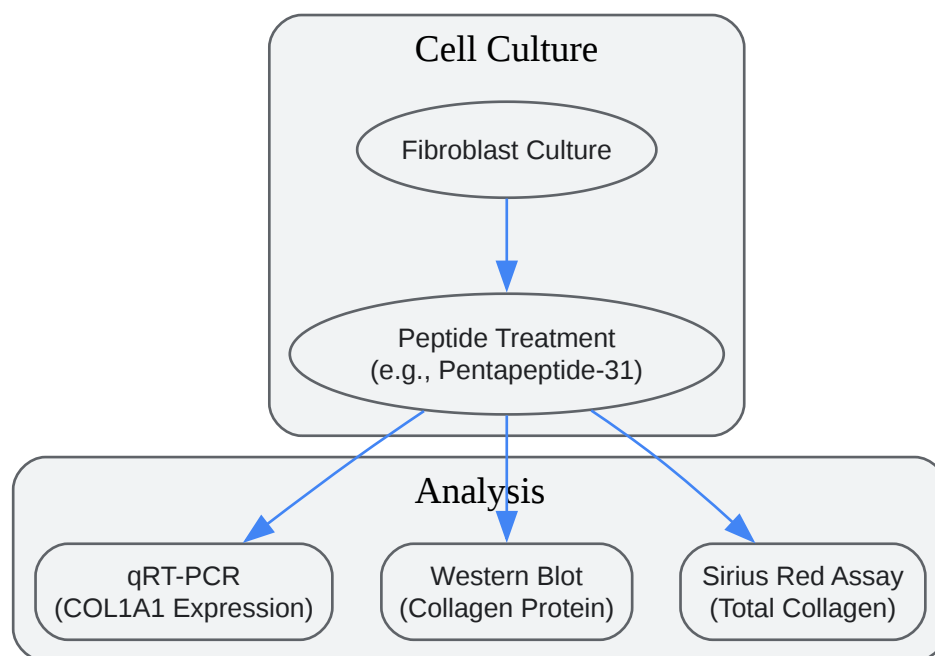 Cell Culture
Fibroblast Culture
Peptide Treatment
(e.g., Pentapeptide-31)
Analysis
qRT-PCR
(COL1A1 Expression)
Western Blot
(Collagen Protein)
Sirius Red Assay
(Total Collagen)